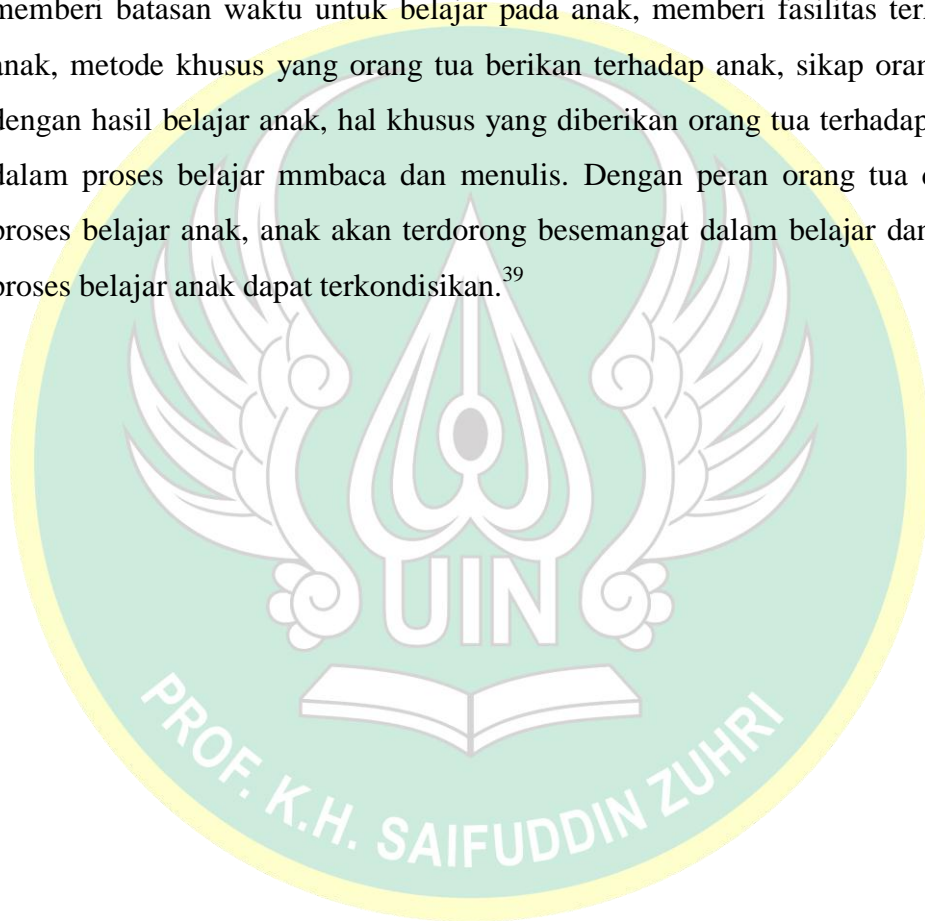 memberi batasan waktu untuk belajar pada anak, memberi fasilitas
anak, metode khusus yang orang tua berikan terhadap anak, sikap
dengan hasil belajar anak, hal khusus yang diberikan orang tua terhadap
dalam proses belajar mmbaca dan menulis. Dengan peran orang tua
proses belajar anak, anak akan terdorong besemangat dalam belajar
proses belajar anak dapat terkondisikan.39
UIN
PROF. K.H. SAIFUDDIN ZUHRI